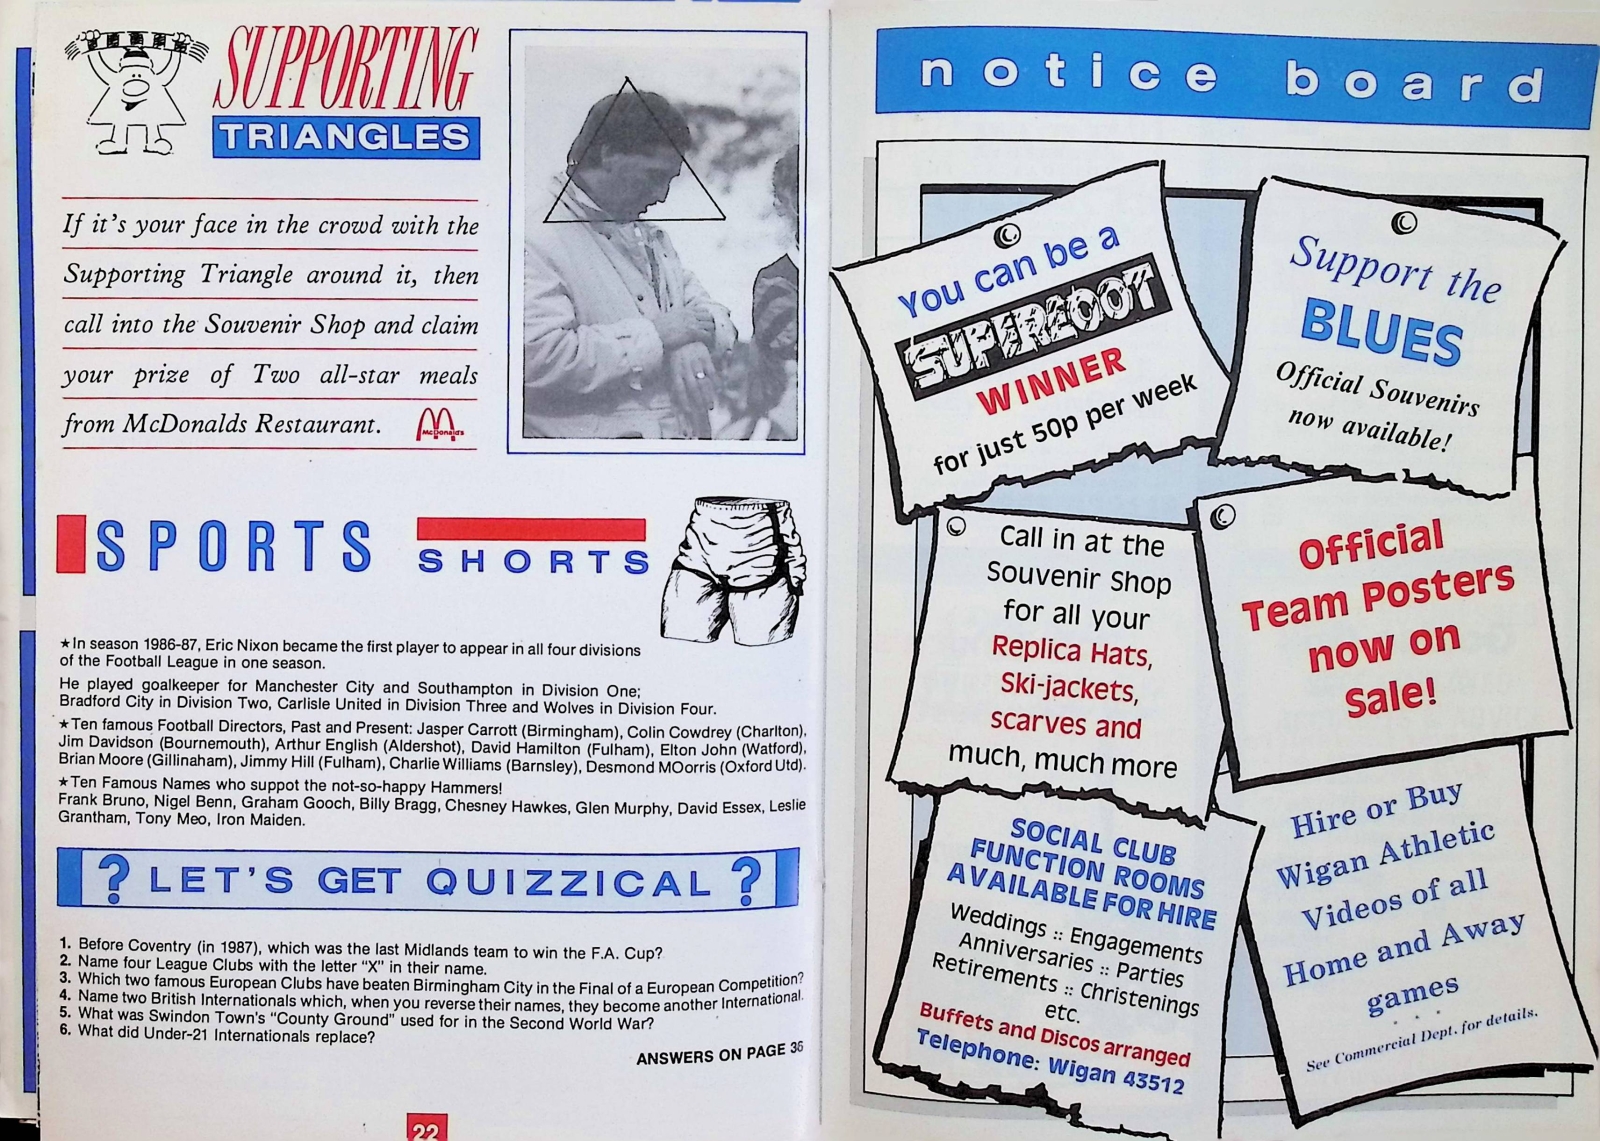 SUPPORTING
TRIANGLES
If it's your face in the crowd with the
Supporting Triangle around it, then
call into the Souvenir Shop and claim
your prize of Two all-star meals
from McDonalds Restaurant.
McDonald's
SPORTS SHORTS
★In season 1986-87, Eric Nixon became the first player to appear in all four divisions
of the Football League in one season.
He played goalkeeper for Manchester City and Southampton in Division One;
Bradford City in Division Two, Carlisle United in Division Three and Wolves in Division Four.
★Ten famous Football Directors, Past and Present: Jasper Carrott (Birmingham), Colin Cowdrey (Charlton),
Jim Davidson (Bournemouth), Arthur English (Aldershot), David Hamilton (Fulham), Elton John (Watford),
Brian Moore (Gillinaham), Jimmy Hill (Fulham), Charlie Williams (Barnsley), Desmond MOorris (Oxford Utd).
★Ten Famous Names who suppot the not-so-happy Hammers!
Frank Bruno, Nigel Benn, Graham Gooch, Billy Bragg, Chesney Hawkes, Glen Murphy, David Essex, Leslie
Grantham, Tony Meo, Iron Maiden.
? LET'S GET QUIZZICAL ?
1. Before Coventry (in 1987), which was the last Midlands team to win the F.A. Cup?
2. Name four League Clubs with the letter "X" in their name.
3. Which two famous European Clubs have beaten Birmingham City in the Final of a European Competition?
4. Name two British Internationals which, when you reverse their names, they become another International.
5. What was Swindon Town's "County Ground" used for in the Second World War?
6. What did Under-21 Internationals replace?
ANSWERS ON PAGE 36
22
notice board
You can be a
SUPERLOOT
WINNER
for just 50p per week
Support the
BLUES
Official Souvenirs
now available!
Call in at the
Souvenir Shop
for all your
Replica Hats,
Ski-jackets,
scarves and
much, much more
Official
Team Posters
now on
Sale!
SOCIAL CLUB
FUNCTION ROOMS
AVAILABLE FOR HIRE
Weddings :: Engagements
Anniversaries :: Parties
Retirements :: Christenings
etc.
Buffets and Discos arranged
Telephone: Wigan 43512
Hire or Buy
Wigan Athletic
Videos of all
Home and Away
games
. . .
See Commercial Dept. for details.